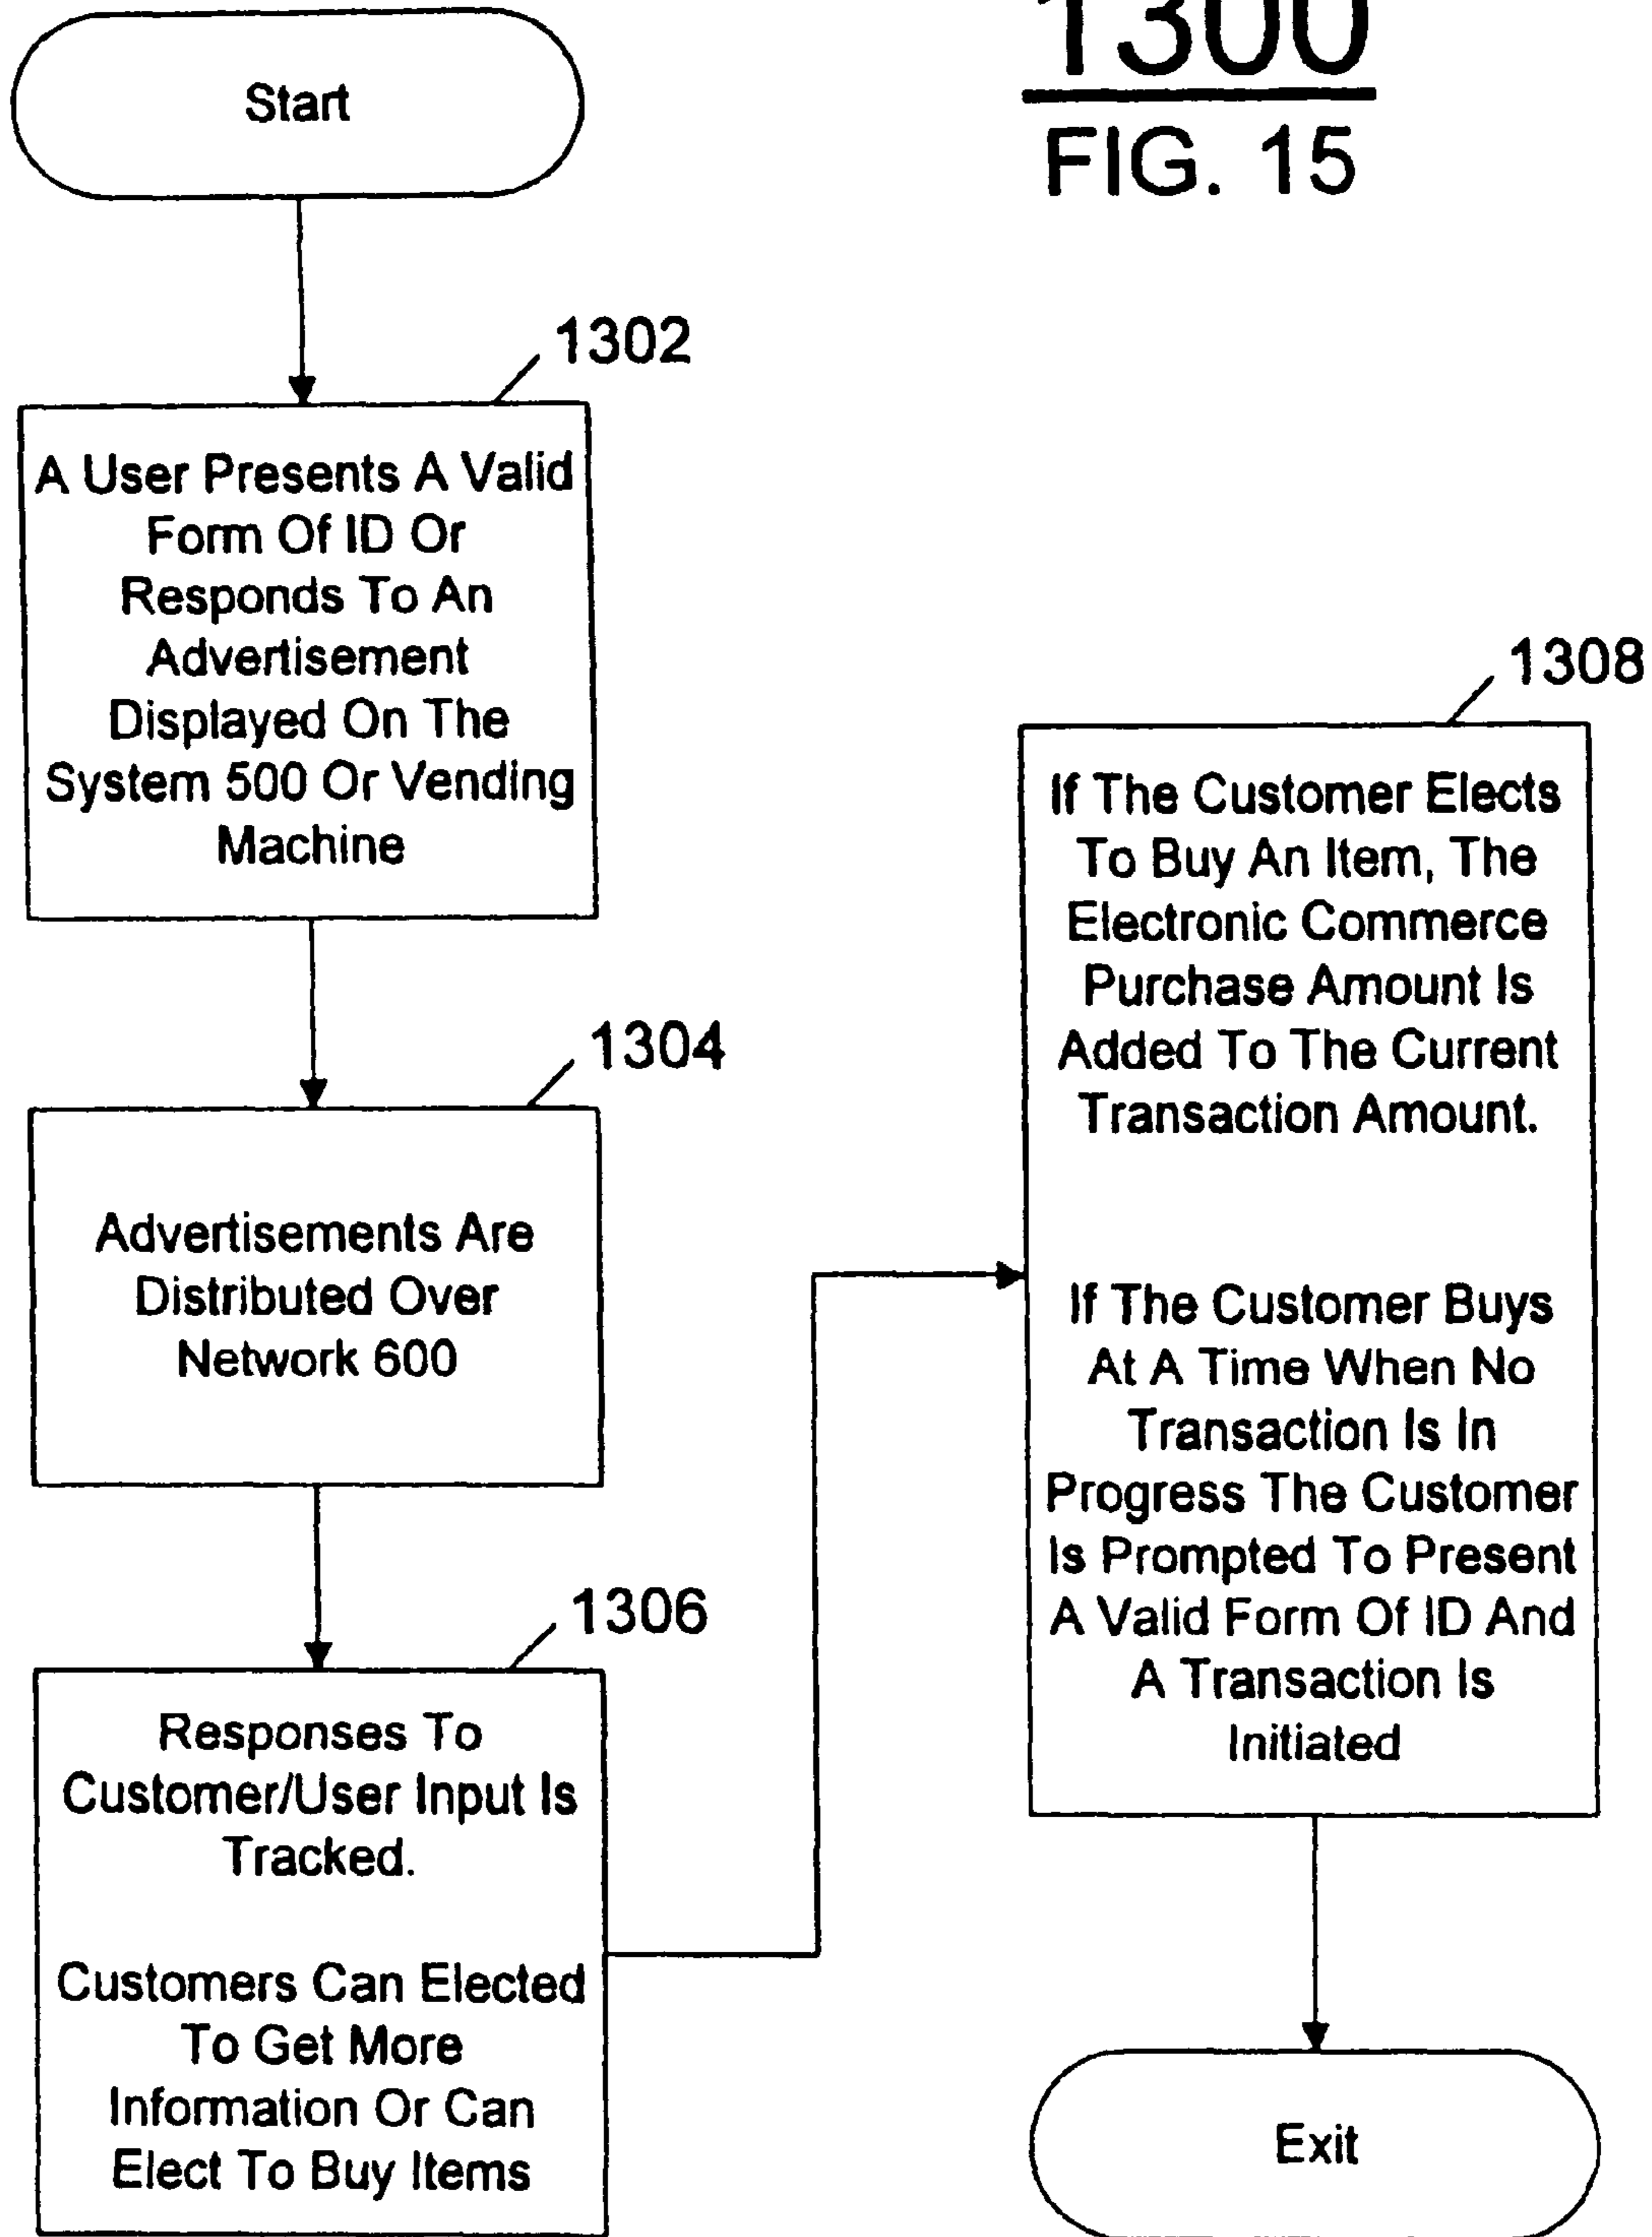 1300
FIG. 15
Start
1302
A User Presents A Valid
Form Of ID Or
Responds To An
Advertisement
Displayed On The
System 500 Or Vending
Machine
1304
Advertisements Are
Distributed Over
Network 600
1306
Responses To
Customer/User Input Is
Tracked.
Customers Can Elected
To Get More
Information Or Can
Elect To Buy Items
1308
If The Customer Elects
To Buy An Item, The
Electronic Commerce
Purchase Amount Is
Added To The Current
Transaction Amount.
If The Customer Buys
At A Time When No
Transaction Is In
Progress The Customer
Is Prompted To Present
A Valid Form Of ID And
A Transaction Is
Initiated
Exit